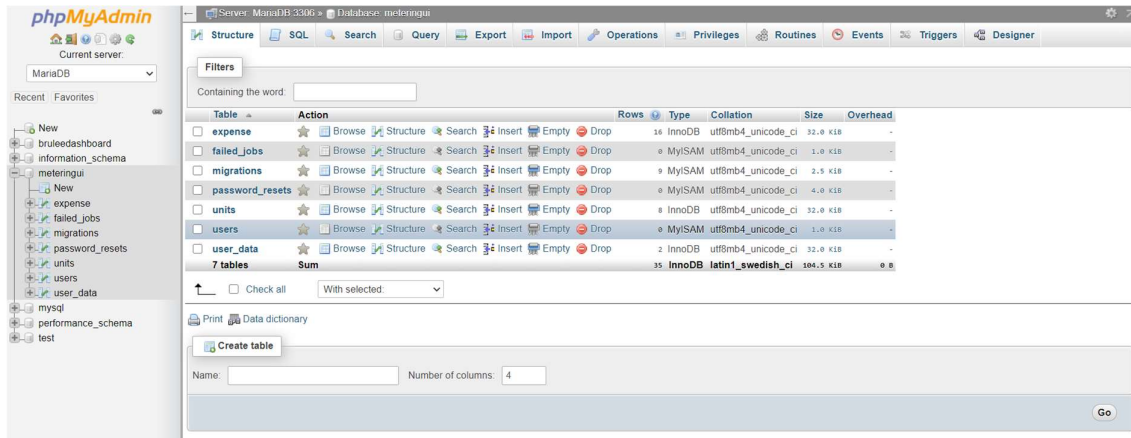 phpMyAdmin
Current server:
MariaDB
Recent Favorites
New
bruleedashboard
information_schema
meteringui
New
expense
failed_jobs
migrations
password_resets
units
users
user_data
mysql
performance_schema
test
Server: MariaDB:3306 » Database: meteringui
Structure SQL Search Query Export Import Operations Privileges Routines Events Triggers Designer
Filters
Containing the word:
Table Action Rows Type Collation Size Overhead
expense Browse Structure Search Insert Empty Drop 16 InnoDB utf8mb4_unicode_ci 32.0 KiB -
failed_jobs Browse Structure Search Insert Empty Drop 0 MyISAM utf8mb4_unicode_ci 1.0 KiB -
migrations Browse Structure Search Insert Empty Drop 9 MyISAM utf8mb4_unicode_ci 2.5 KiB -
password_resets Browse Structure Search Insert Empty Drop 0 MyISAM utf8mb4_unicode_ci 4.0 KiB -
units Browse Structure Search Insert Empty Drop 8 InnoDB utf8mb4_unicode_ci 32.0 KiB -
users Browse Structure Search Insert Empty Drop 0 MyISAM utf8mb4_unicode_ci 1.0 KiB -
user_data Browse Structure Search Insert Empty Drop 2 InnoDB utf8mb4_unicode_ci 32.0 KiB -
7 tables Sum 35 InnoDB latin1_swedish_ci 104.5 KiB 0 B
Check all With selected:
Print Data dictionary
Create table
Name: Number of columns: 4
Go